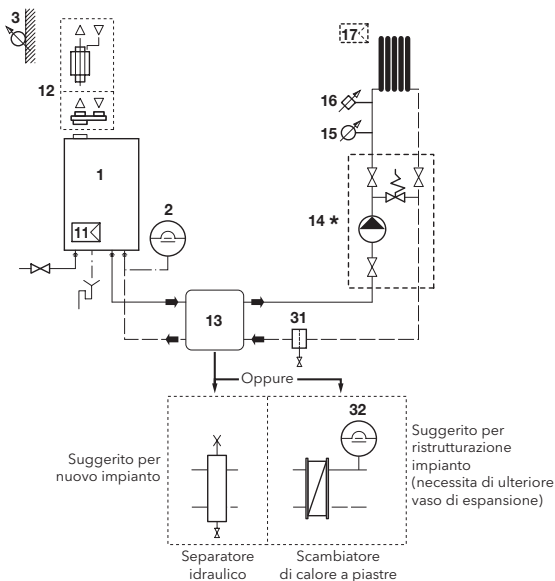 3
17
12
16
15
1
2
14 *
11
13
31
Oppure
32
Suggerito per
nuovo impianto
Suggerito per
ristrutturazione
impianto
(necessita di ulteriore
vaso di espansione)
Separatore
idraulico
Scambiatore
di calore a piastre